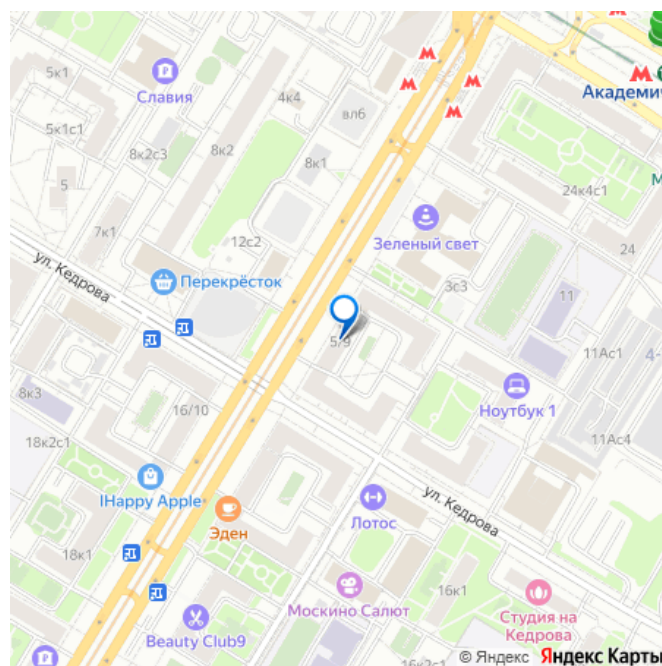 5к1
Славия
4к4
вл6
5к1с1
8к2с3
8к2
8к1
5
Академич
М
24к4с1
7к1
12с2
Зеленый свет
24
ул. Кедрова
Перекрёсток
3с3
11
5/9
11Ас1
4-
8к3
16/10
Ноутбук 1
18к2с1
11Ас4
IHappy Apple
Лотос
ул. Кедрова
Эден
18к1
Москино Салют
16к1
Студия на
Кедрова
Beauty Club9
© Яндекс Яндекс Карты